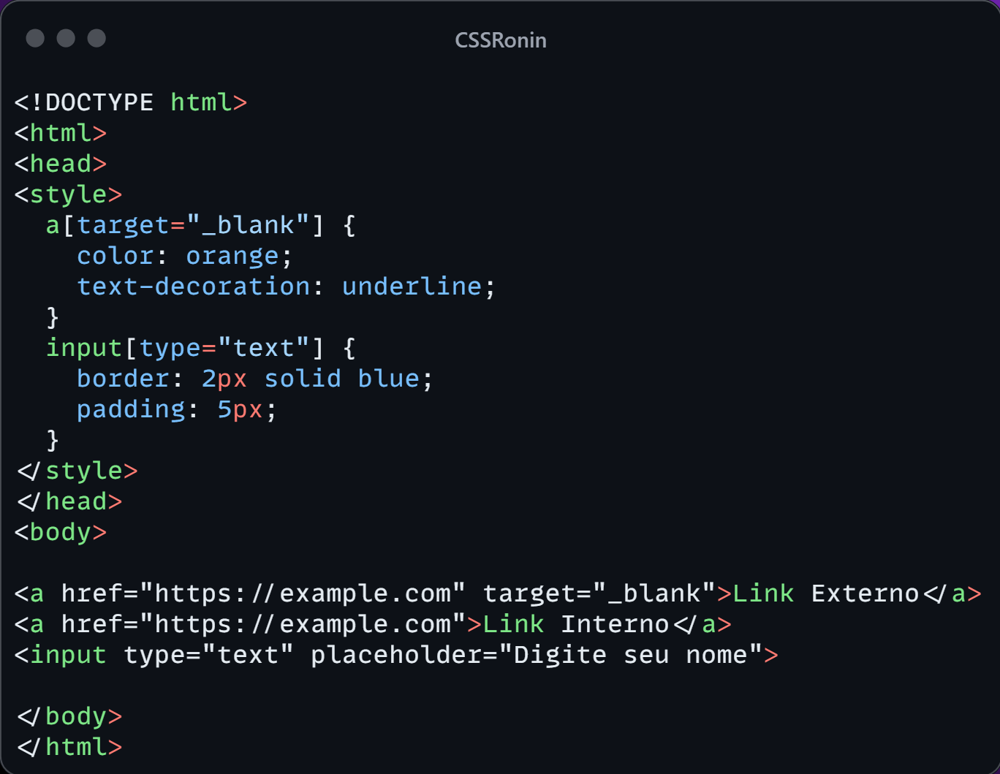 CSSRonin
<!DOCTYPE html>
<html>
<head>
<style>
  a[target="_blank"] {
    color: orange;
    text-decoration: underline;
  }
  input[type="text"] {
    border: 2px solid blue;
    padding: 5px;
  }
</style>
</head>
<body>

<a href="https://example.com" target="_blank">Link Externo</a>
<a href="https://example.com">Link Interno</a>
<input type="text" placeholder="Digite seu nome">

</body>
</html>